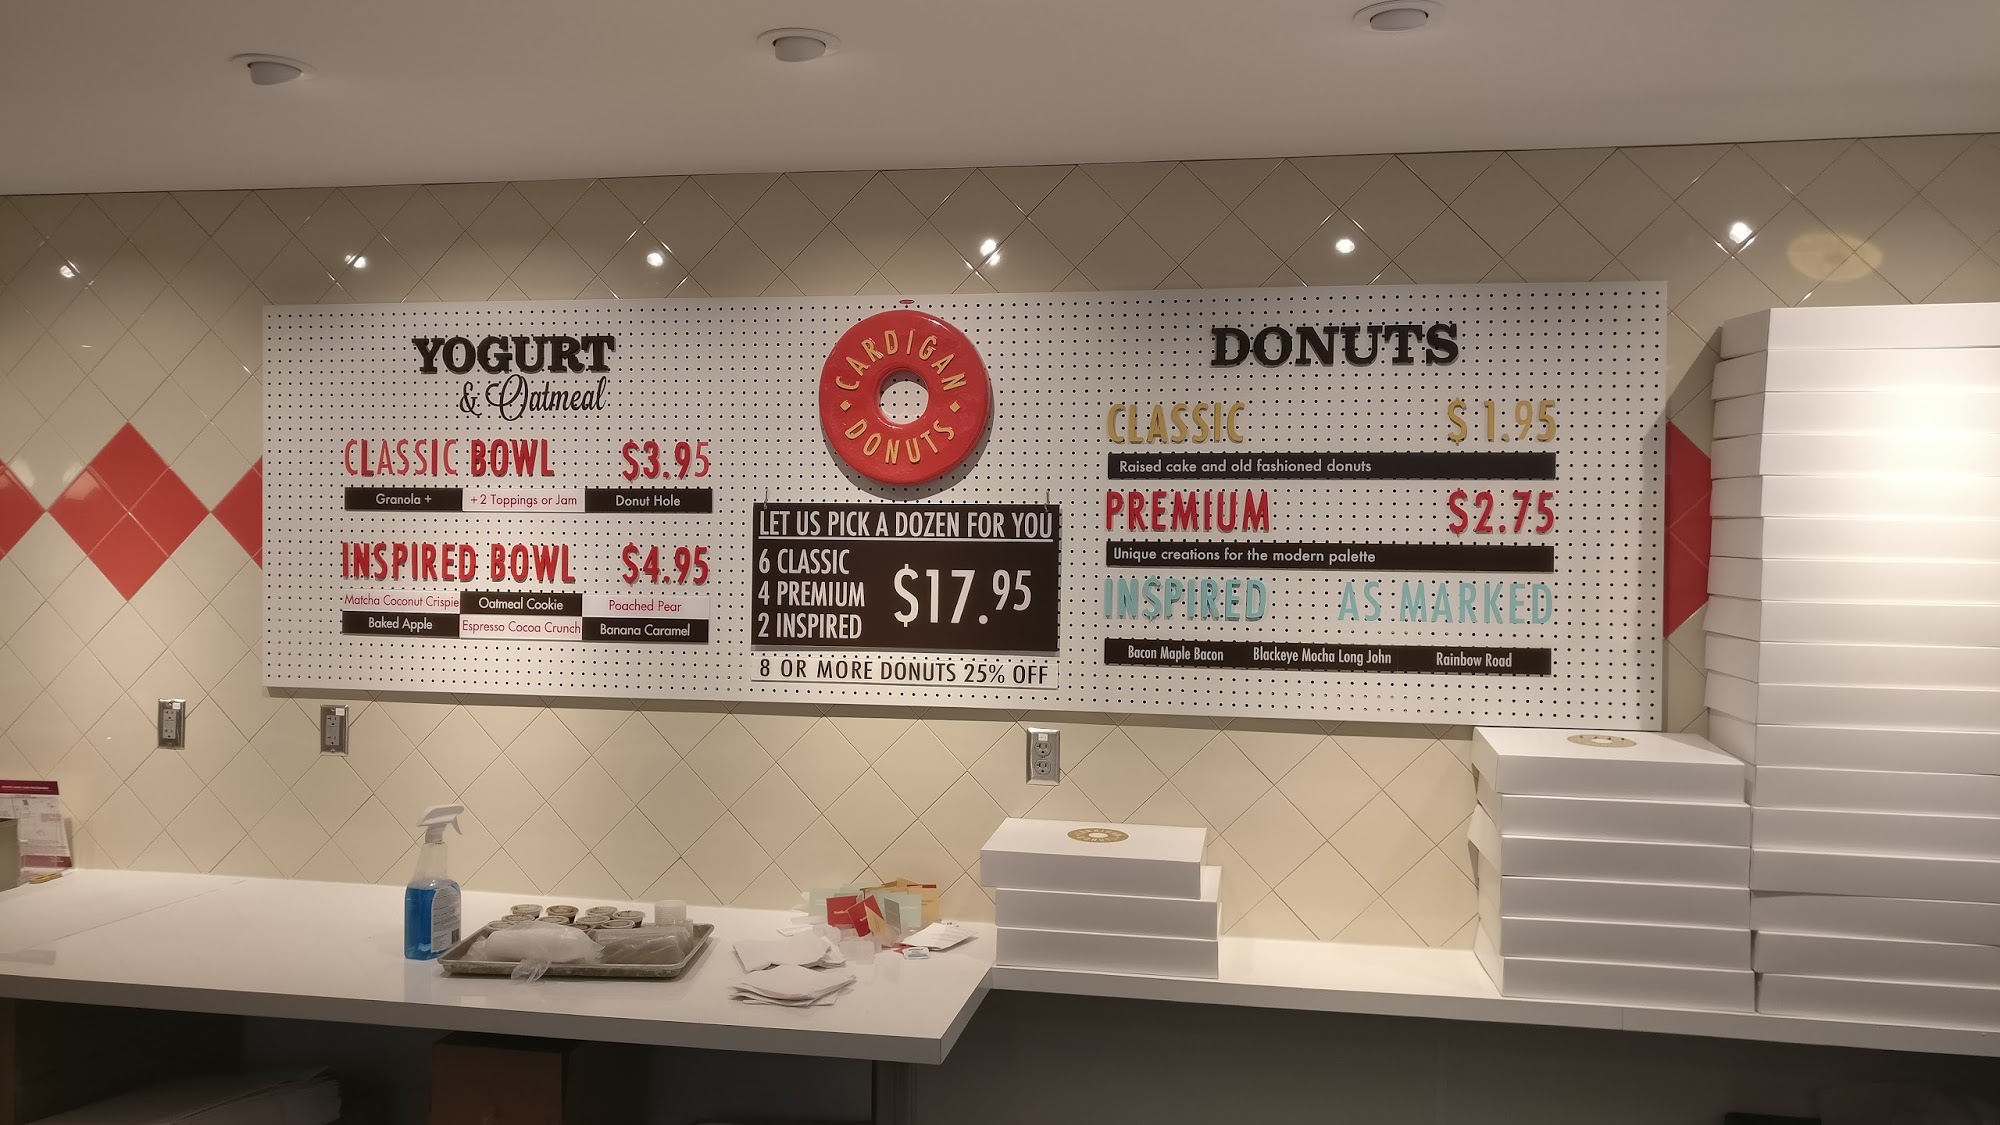 YOGURT
& Oatmeal
CLASSIC BOWL $3.95
Granola + +2 Toppings or Jam Donut Hole
INSPIRED BOWL $4.95
Matcha Coconut Crispie Oatmeal Cookie Poached Pear
Baked Apple Espresso Cocoa Crunch Banana Caramel
CARDIGAN
DONUTS
LET US PICK A DOZEN FOR YOU
6 CLASSIC
4 PREMIUM
2 INSPIRED
$17.95
8 OR MORE DONUTS 25% OFF
DONUTS
CLASSIC $1.95
Raised cake and old fashioned donuts
PREMIUM $2.75
Unique creations for the modern palette
INSPIRED AS MARKED
Bacon Maple Bacon Blackeye Mocha Long John Rainbow Road